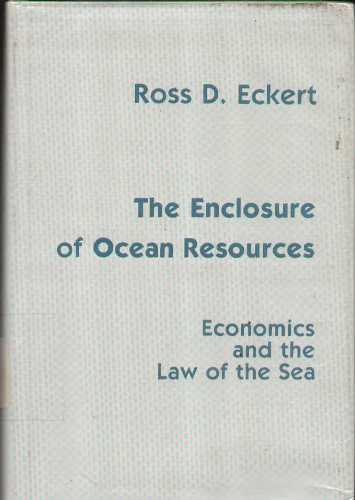 Ross D. Eckert
The Enclosure
of Ocean Resources
Economics
and the
Law of the Sea